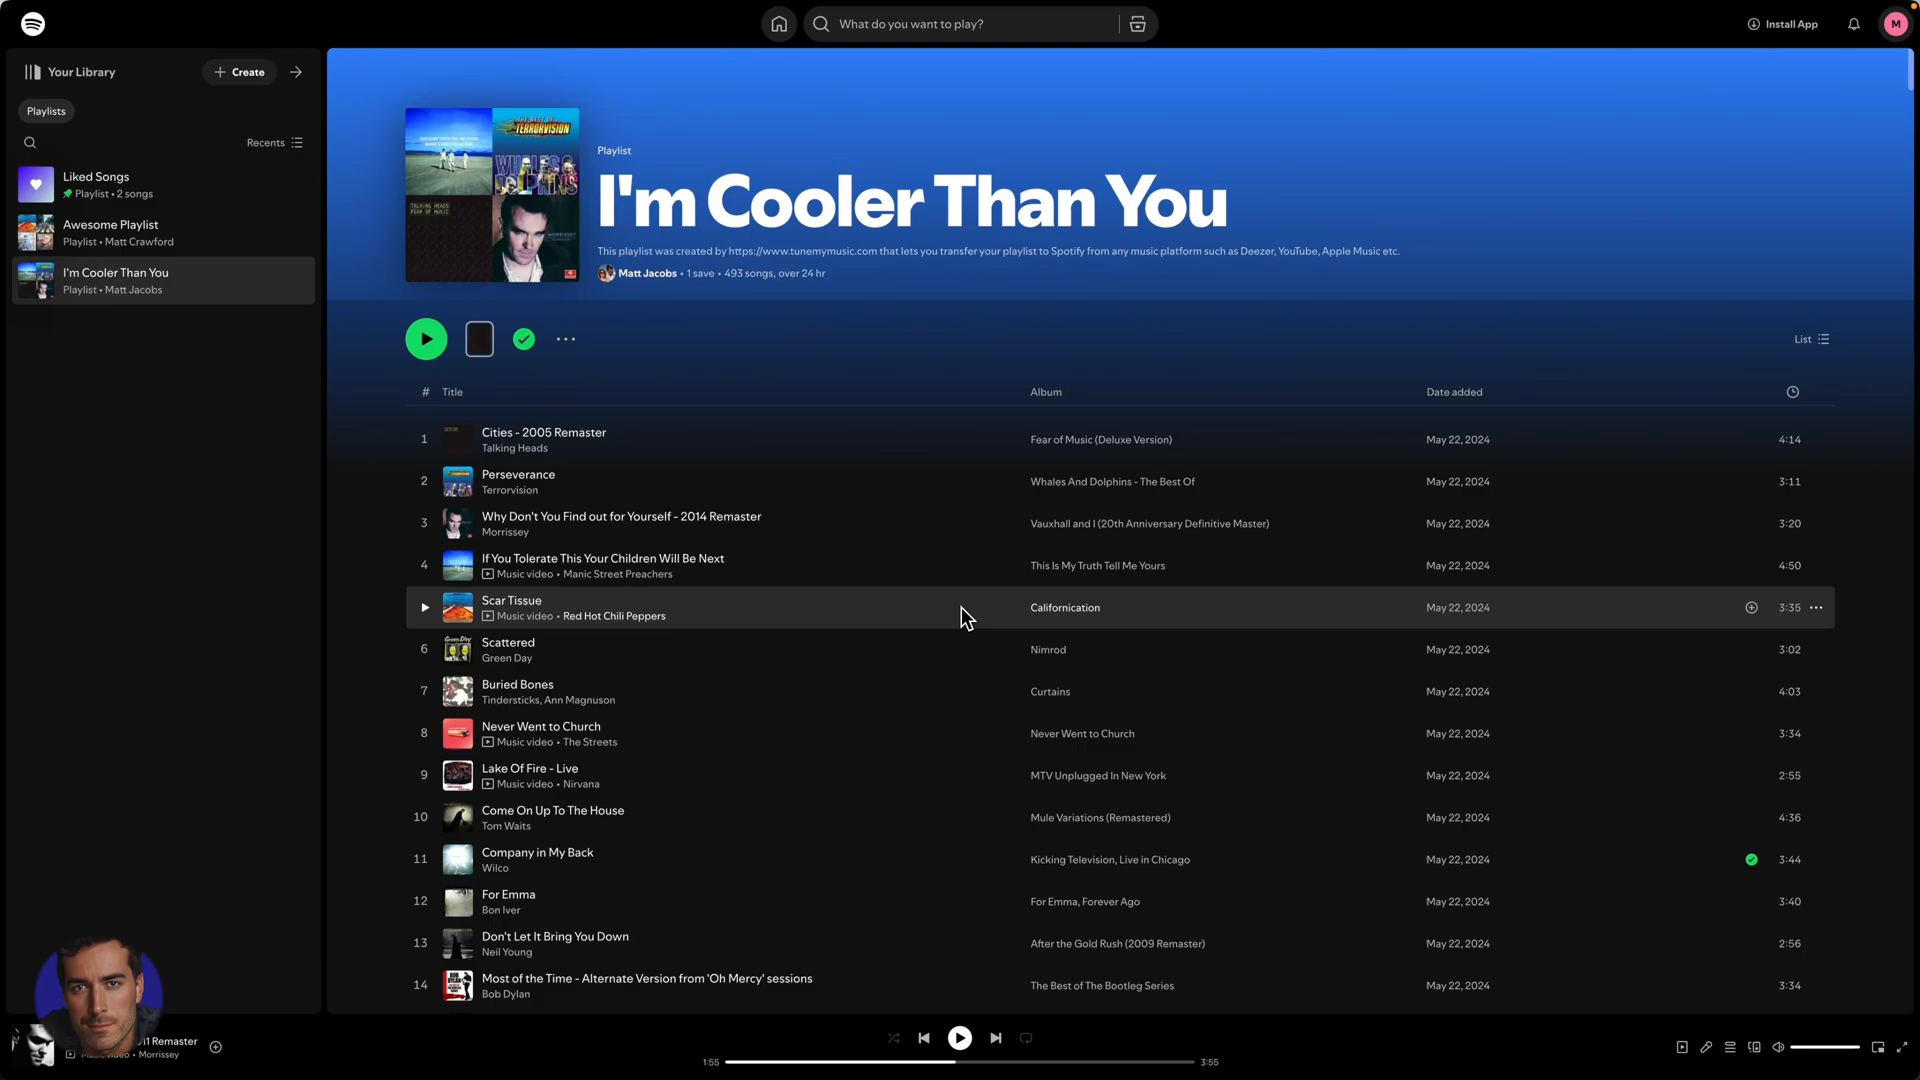 What do you want to play?
Install App
M
Your Library
Create
Playlists
Recents
Liked Songs
Playlist • 2 songs
Awesome Playlist
Playlist • Matt Crawford
I'm Cooler Than You
Playlist • Matt Jacobs
THE BEST OF
TERRORVISION
WHALES &
DOLPHINS
TALKING HEADS
FEAR OF MUSIC
MORRISSEY
Playlist
I'm Cooler Than You
This playlist was created by https://www.tunemymusic.com that lets you transfer your playlist to Spotify from any music platform such as Deezer, YouTube, Apple Music etc.
Matt Jacobs • 1 save • 493 songs, over 24 hr
List
# Title Album Date added
1 Cities - 2005 Remaster Fear of Music (Deluxe Version) May 22, 2024 4:14
Talking Heads
2 Perseverance Whales And Dolphins - The Best Of May 22, 2024 3:11
Terrorvision
3 Why Don't You Find out for Yourself - 2014 Remaster Vauxhall and I (20th Anniversary Definitive Master) May 22, 2024 3:20
Morrissey
4 If You Tolerate This Your Children Will Be Next This Is My Truth Tell Me Yours May 22, 2024 4:50
Music video • Manic Street Preachers
Scar Tissue Californication May 22, 2024 3:35
Music video • Red Hot Chili Peppers
6 Scattered Nimrod May 22, 2024 3:02
Green Day
7 Buried Bones Curtains May 22, 2024 4:03
Tindersticks, Ann Magnuson
8 Never Went to Church Never Went to Church May 22, 2024 3:34
Music video • The Streets
9 Lake Of Fire - Live MTV Unplugged In New York May 22, 2024 2:55
Music video • Nirvana
10 Come On Up To The House Mule Variations (Remastered) May 22, 2024 4:36
Tom Waits
11 Company in My Back Kicking Television, Live in Chicago May 22, 2024 3:44
Wilco
12 For Emma For Emma, Forever Ago May 22, 2024 3:40
Bon Iver
13 Don't Let It Bring You Down After the Gold Rush (2009 Remaster) May 22, 2024 2:56
Neil Young
14 Most of the Time - Alternate Version from 'Oh Mercy' sessions The Best of The Bootleg Series May 22, 2024 3:34
Bob Dylan
Remaster
Music video • Morrissey
1:55 3:55